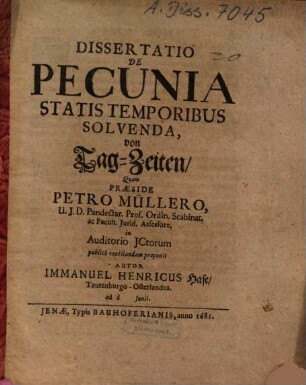 A. Diss. 7045
DISSERTATIO
DE
PECUNIA
STATIS TEMPORIBUS
SOLVENDA,
von
Tag-Zeiten/
Quam
PRÆSIDE
PETRO MÜLLERO,
U. J. D. Pandectar. Prof. Ordin. Scabinat.
ac Facult. Jurid. Assessore,
in
Auditorio JCtorum
publicè ventilandam proponit
AUTOR
IMMANUEL HENRICUS Hase/
Tautenburgo-Osterlandus.
ad d. Junii.
JENÆ, Typis BAUHOFERIANIS, anno 1681.